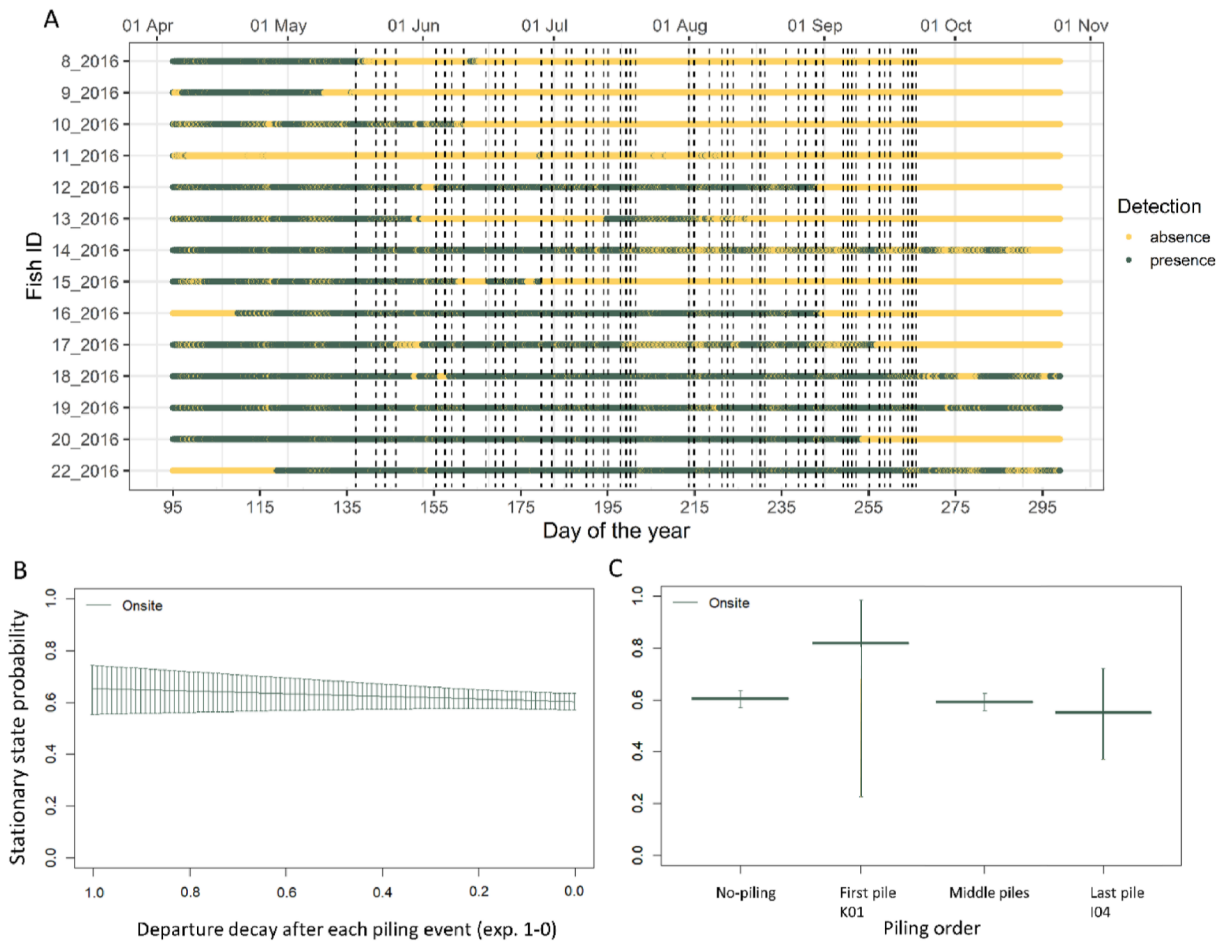 A
01 Apr 01 May 01 Jun 01 Jul 01 Aug 01 Sep 01 Oct 01 Nov
Fish ID
8_2016
9_2016
10_2016
11_2016
12_2016
13_2016
14_2016
15_2016
16_2016
17_2016
18_2016
19_2016
20_2016
22_2016
95 115 135 155 175 195 215 235 255 275 295
Day of the year
Detection
absence
presence
B
Stationary state probability
1.0
0.8
0.6
0.4
0.2
0.0
Onsite
1.0 0.8 0.6 0.4 0.2 0.0
Departure decay after each piling event (exp. 1-0)
C
1.0
0.8
0.6
0.4
0.2
0.0
Onsite
No-piling First pile Middle piles Last pile
K01 I04
Piling order